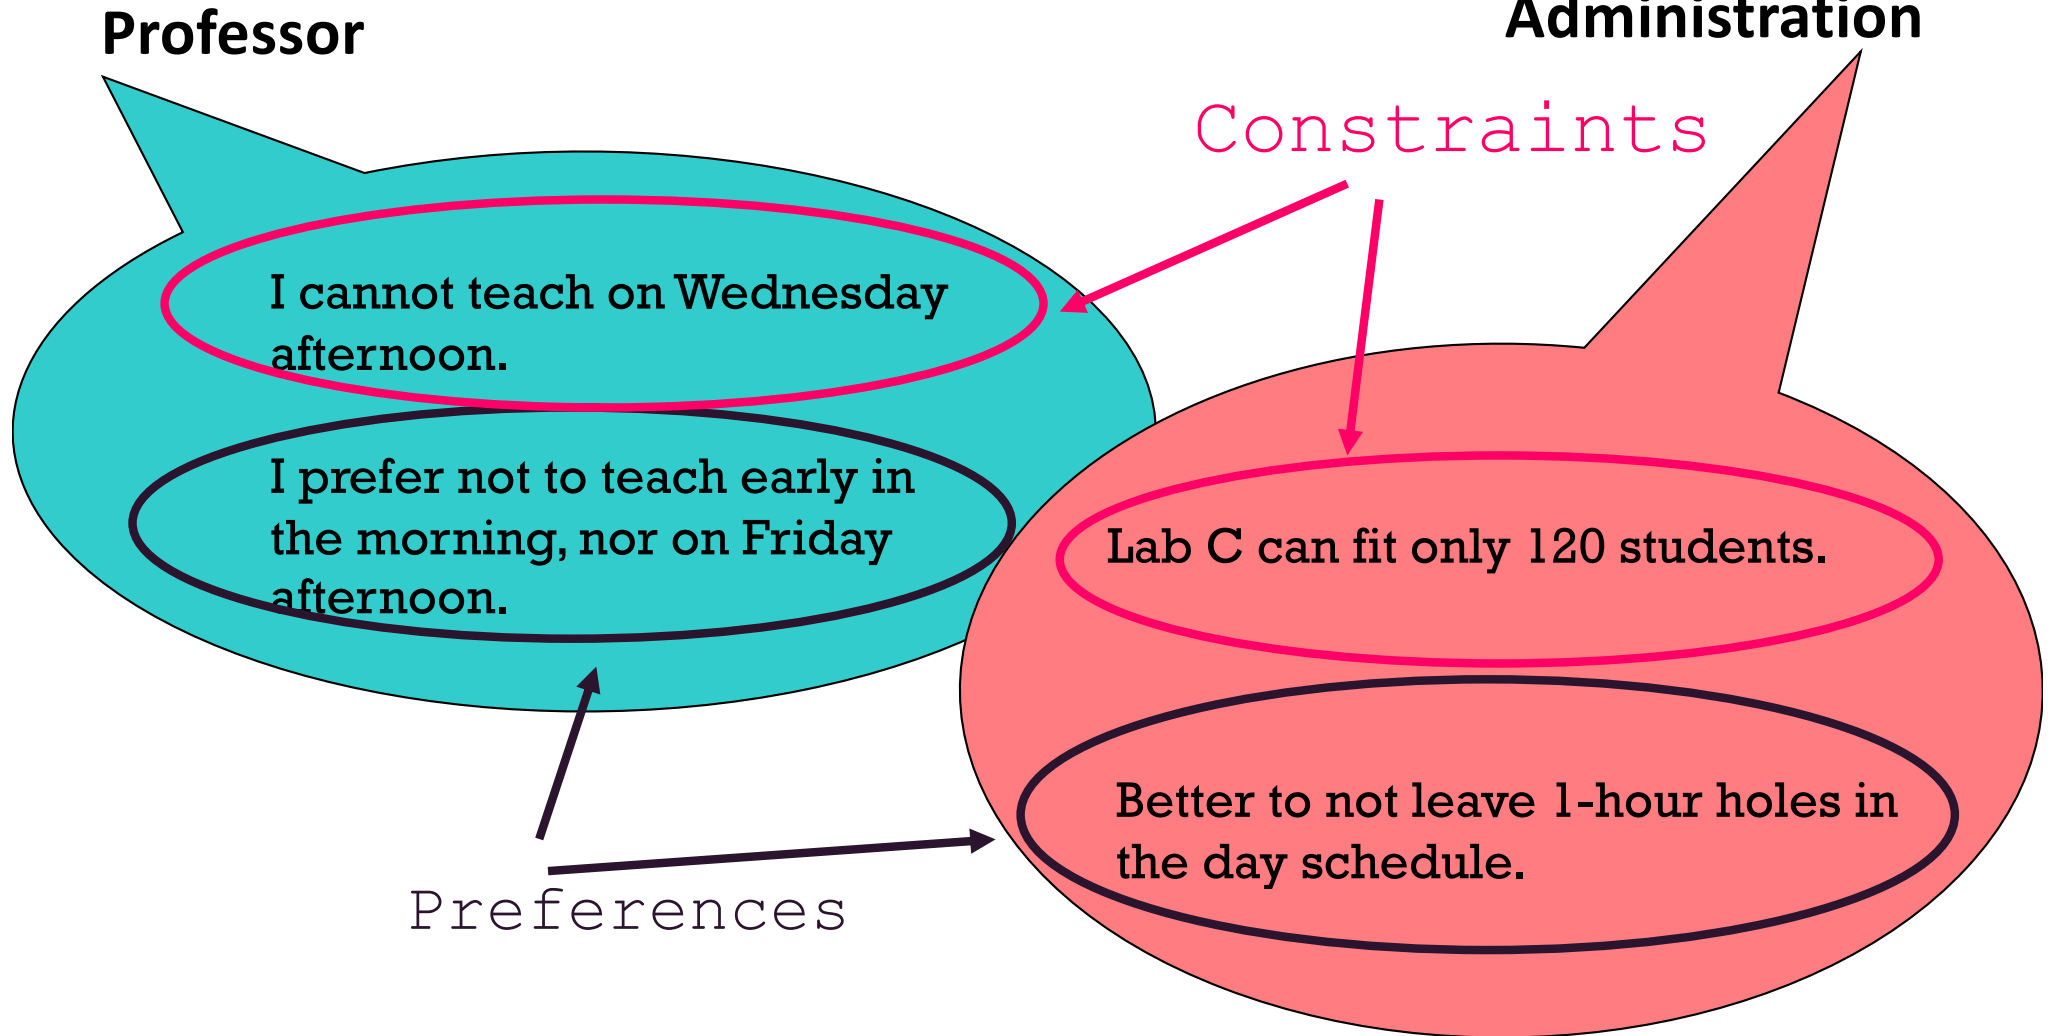 Professor
Administration
Constraints
I cannot teach on Wednesday
afternoon.
I prefer not to teach early in
the morning, nor on Friday
afternoon.
Lab C can fit only 120 students.
Better to not leave 1-hour holes in
the day schedule.
Preferences